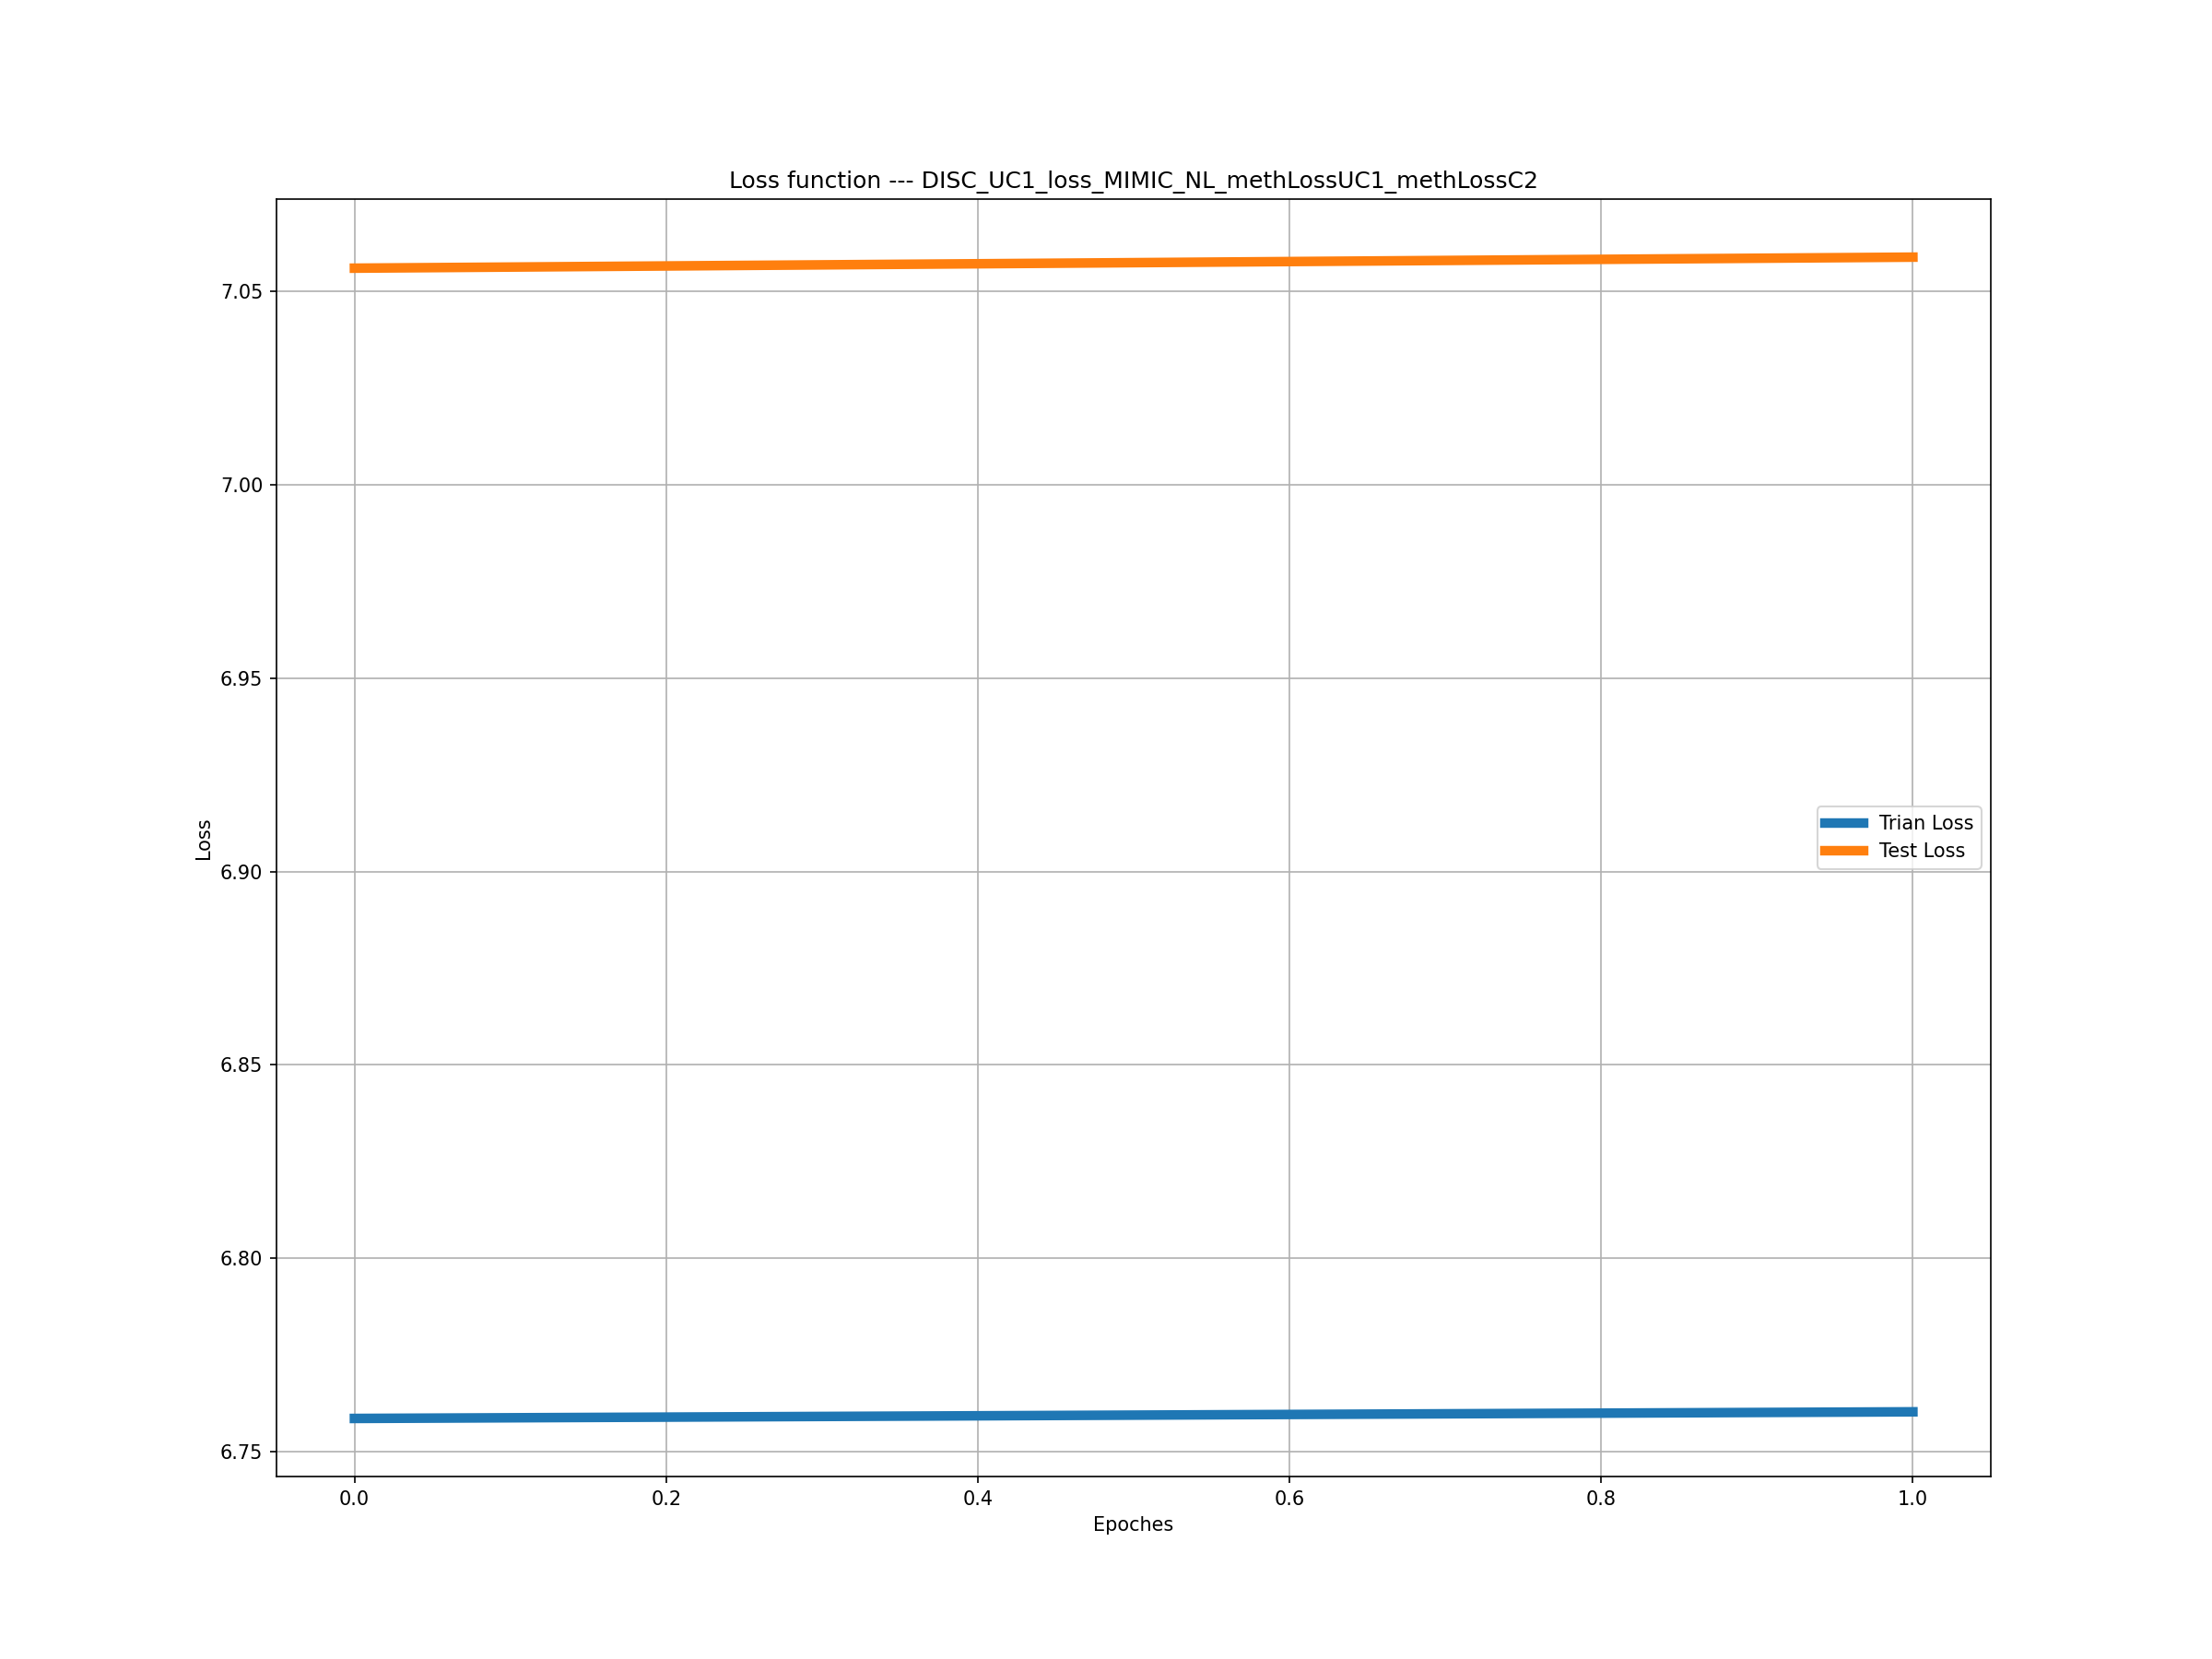 Loss function --- DISC_UC1_loss_MIMIC_NL_methLossUC1_methLossC2
7.05
7.00
6.95
6.90
6.85
6.80
6.75
Loss
Trian Loss
Test Loss
0.0 0.2 0.4 0.6 0.8 1.0
Epoches